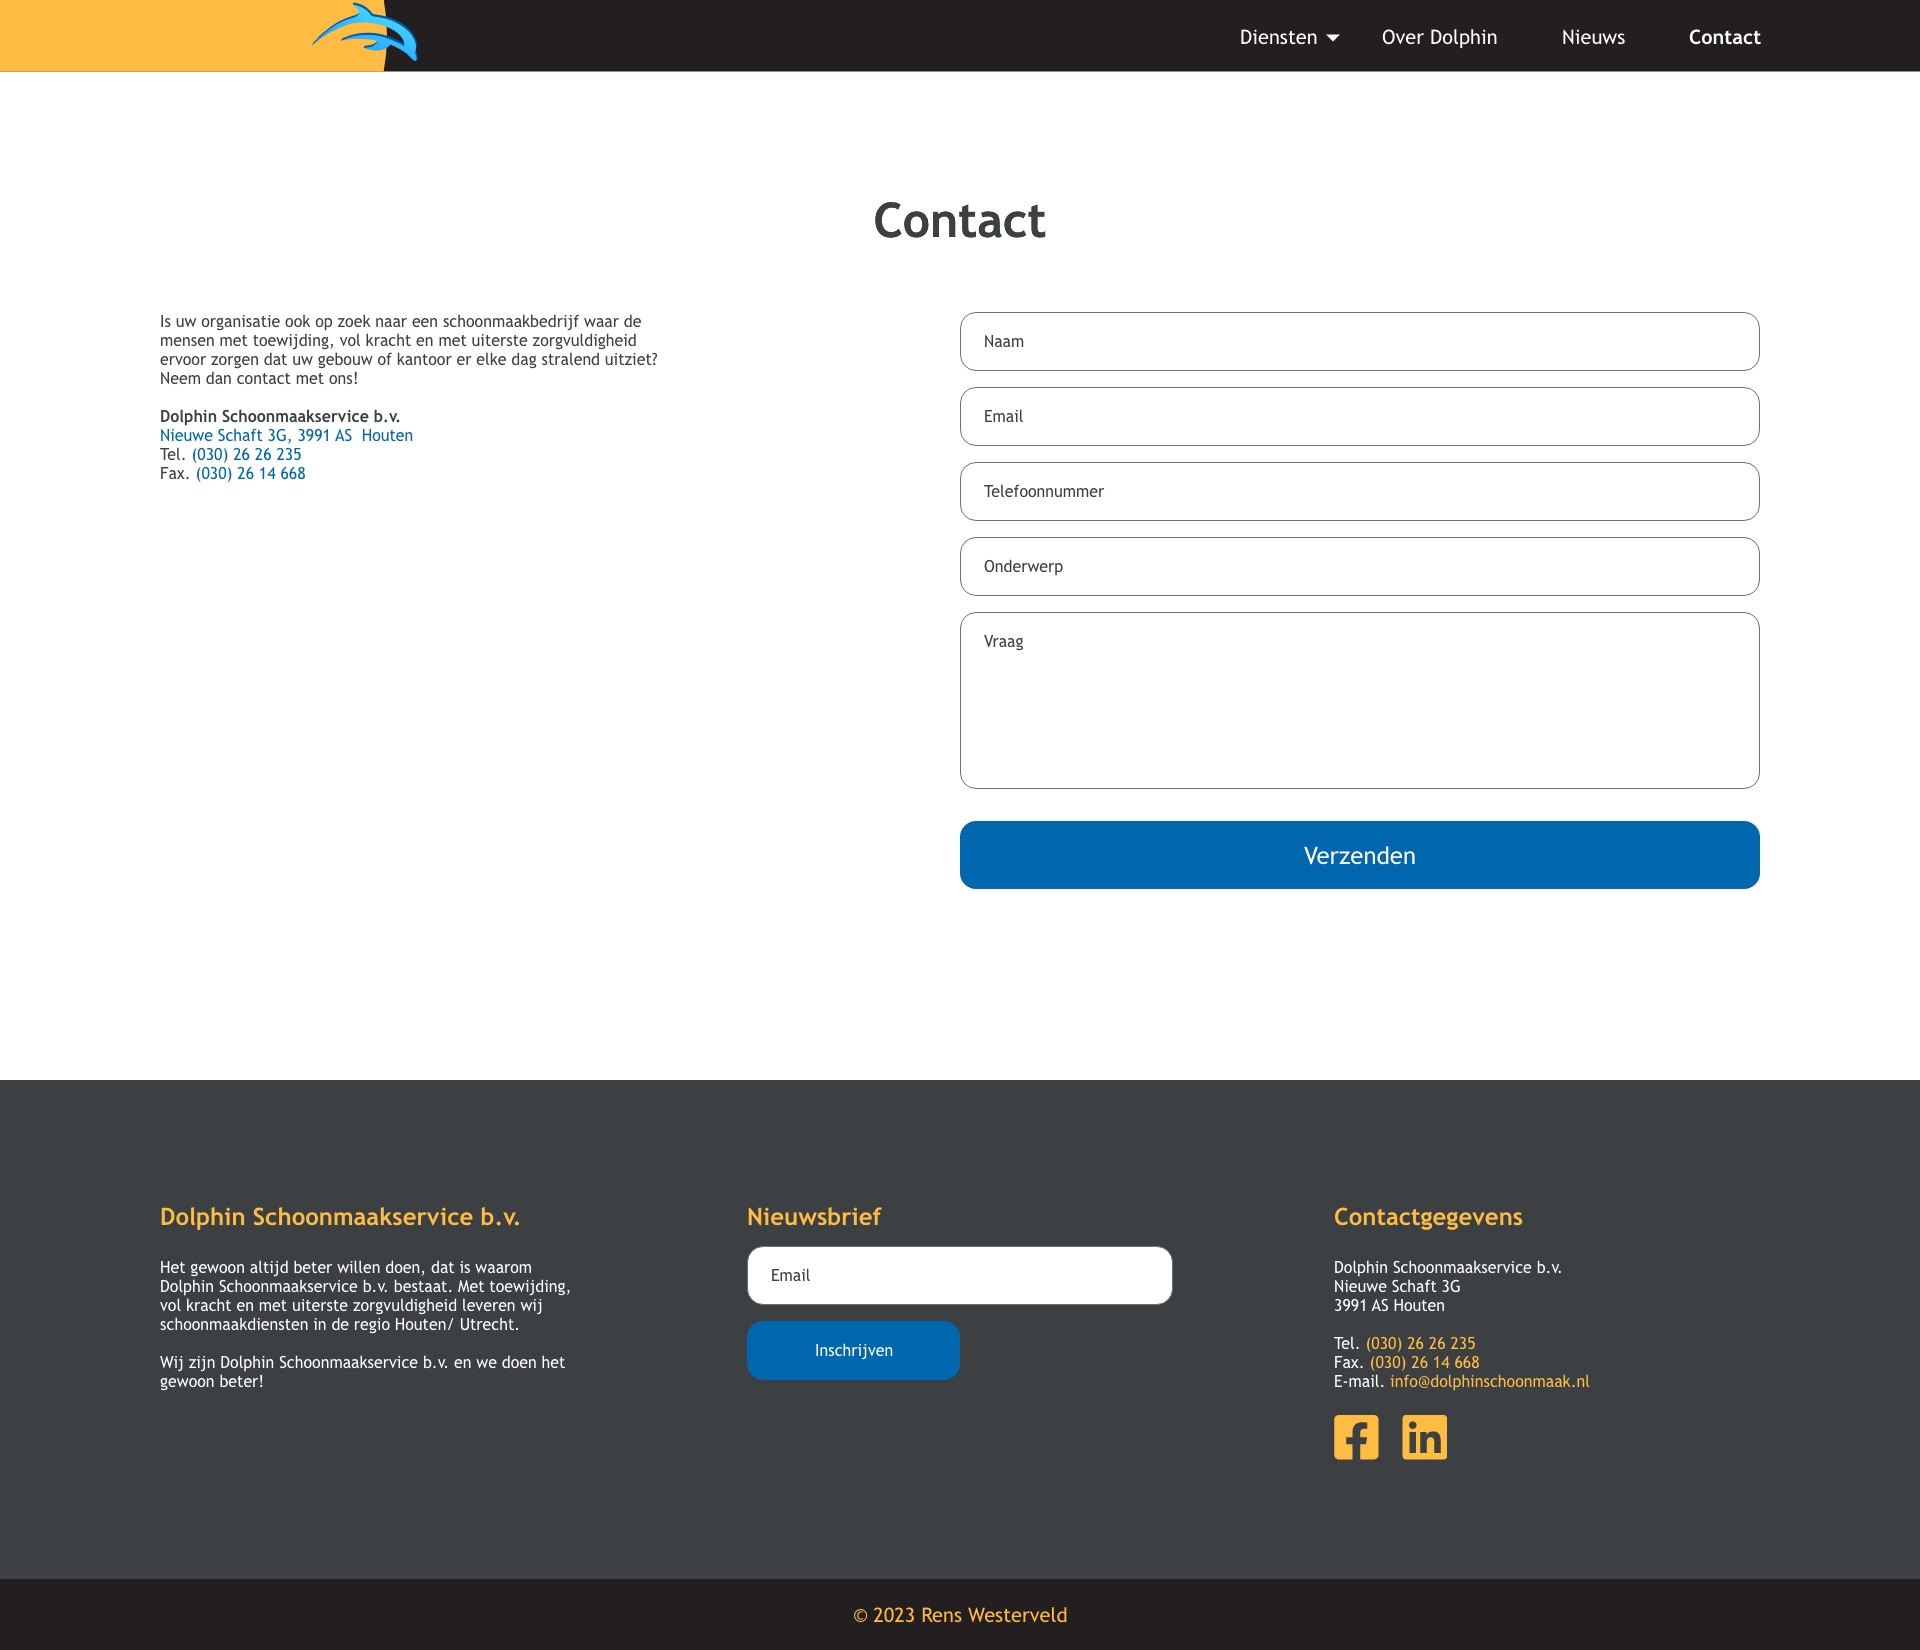 Diensten Over Dolphin Nieuws Contact
Contact
Is uw organisatie ook op zoek naar een schoonmaakbedrijf waar de
mensen met toewijding, vol kracht en met uiterste zorgvuldigheid
ervoor zorgen dat uw gebouw of kantoor er elke dag stralend uitziet?
Neem dan contact met ons!
Dolphin Schoonmaakservice b.v.
Nieuwe Schaft 3G, 3991 AS  Houten
Tel. (030) 26 26 235
Fax. (030) 26 14 668
Naam
Email
Telefoonnummer
Onderwerp
Vraag
Verzenden
Dolphin Schoonmaakservice b.v.
Het gewoon altijd beter willen doen, dat is waarom
Dolphin Schoonmaakservice b.v. bestaat. Met toewijding,
vol kracht en met uiterste zorgvuldigheid leveren wij
schoonmaakdiensten in de regio Houten/ Utrecht.
Wij zijn Dolphin Schoonmaakservice b.v. en we doen het
gewoon beter!
Nieuwsbrief
Email
Inschrijven
Contactgegevens
Dolphin Schoonmaakservice b.v.
Nieuwe Schaft 3G
3991 AS Houten
Tel. (030) 26 26 235
Fax. (030) 26 14 668
E-mail. info@dolphinschoonmaak.nl
© 2023 Rens Westerveld